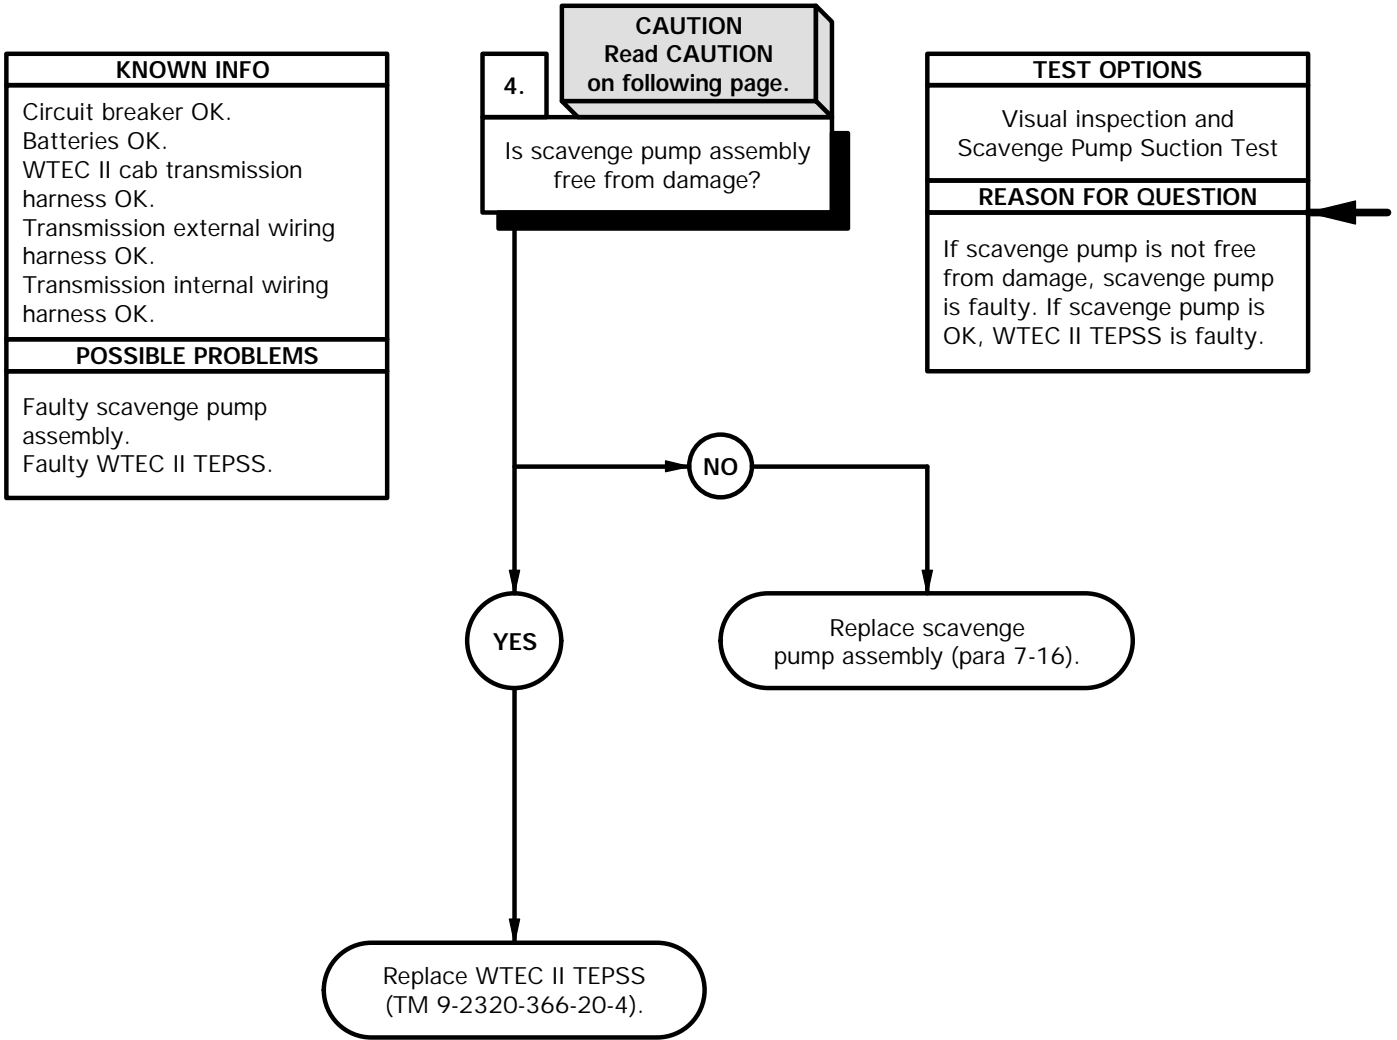 KNOWN INFO
Circuit breaker OK.
Batteries OK.
WTEC II cab transmission
harness OK.
Transmission external wiring
harness OK.
Transmission internal wiring
harness OK.
POSSIBLE PROBLEMS
Faulty scavenge pump
assembly.
Faulty WTEC II TEPSS.
CAUTION
Read CAUTION
on following page.
4.
Is scavenge pump assembly
free from damage?
TEST OPTIONS
Visual inspection and
Scavenge Pump Suction Test
REASON FOR QUESTION
If scavenge pump is not free
from damage, scavenge pump
is faulty. If scavenge pump is
OK, WTEC II TEPSS is faulty.
NO
YES
Replace scavenge
pump assembly (para 7-16).
Replace WTEC II TEPSS
(TM 9-2320-366-20-4).